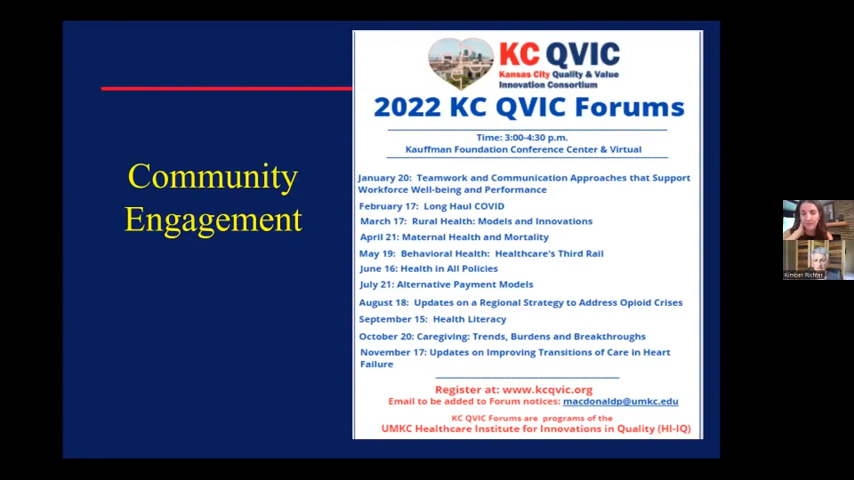 Community
Engagement
KC QVIC
Kansas City Quality & Value
Innovation Consortium
2022 KC QVIC Forums
Time: 3:00-4:30 p.m.
Kauffman Foundation Conference Center & Virtual
January 20: Teamwork and Communication Approaches that Support
Workforce Well-being and Performance
February 17: Long Haul COVID
March 17: Rural Health: Models and Innovations
April 21: Maternal Health and Mortality
May 19: Behavioral Health: Healthcare's Third Rail
June 16: Health in All Policies
July 21: Alternative Payment Models
August 18: Updates on a Regional Strategy to Address Opioid Crises
September 15: Health Literacy
October 20: Caregiving: Trends, Burdens and Breakthroughs
November 17: Updates on Improving Transitions of Care in Heart
Failure
Register at: www.kcqvic.org
Email to be added to Forum notices: macdonaldp@umkc.edu
KC QVIC Forums are programs of the
UMKC Healthcare Institute for Innovations in Quality (HI-IQ)
Kimber Richter